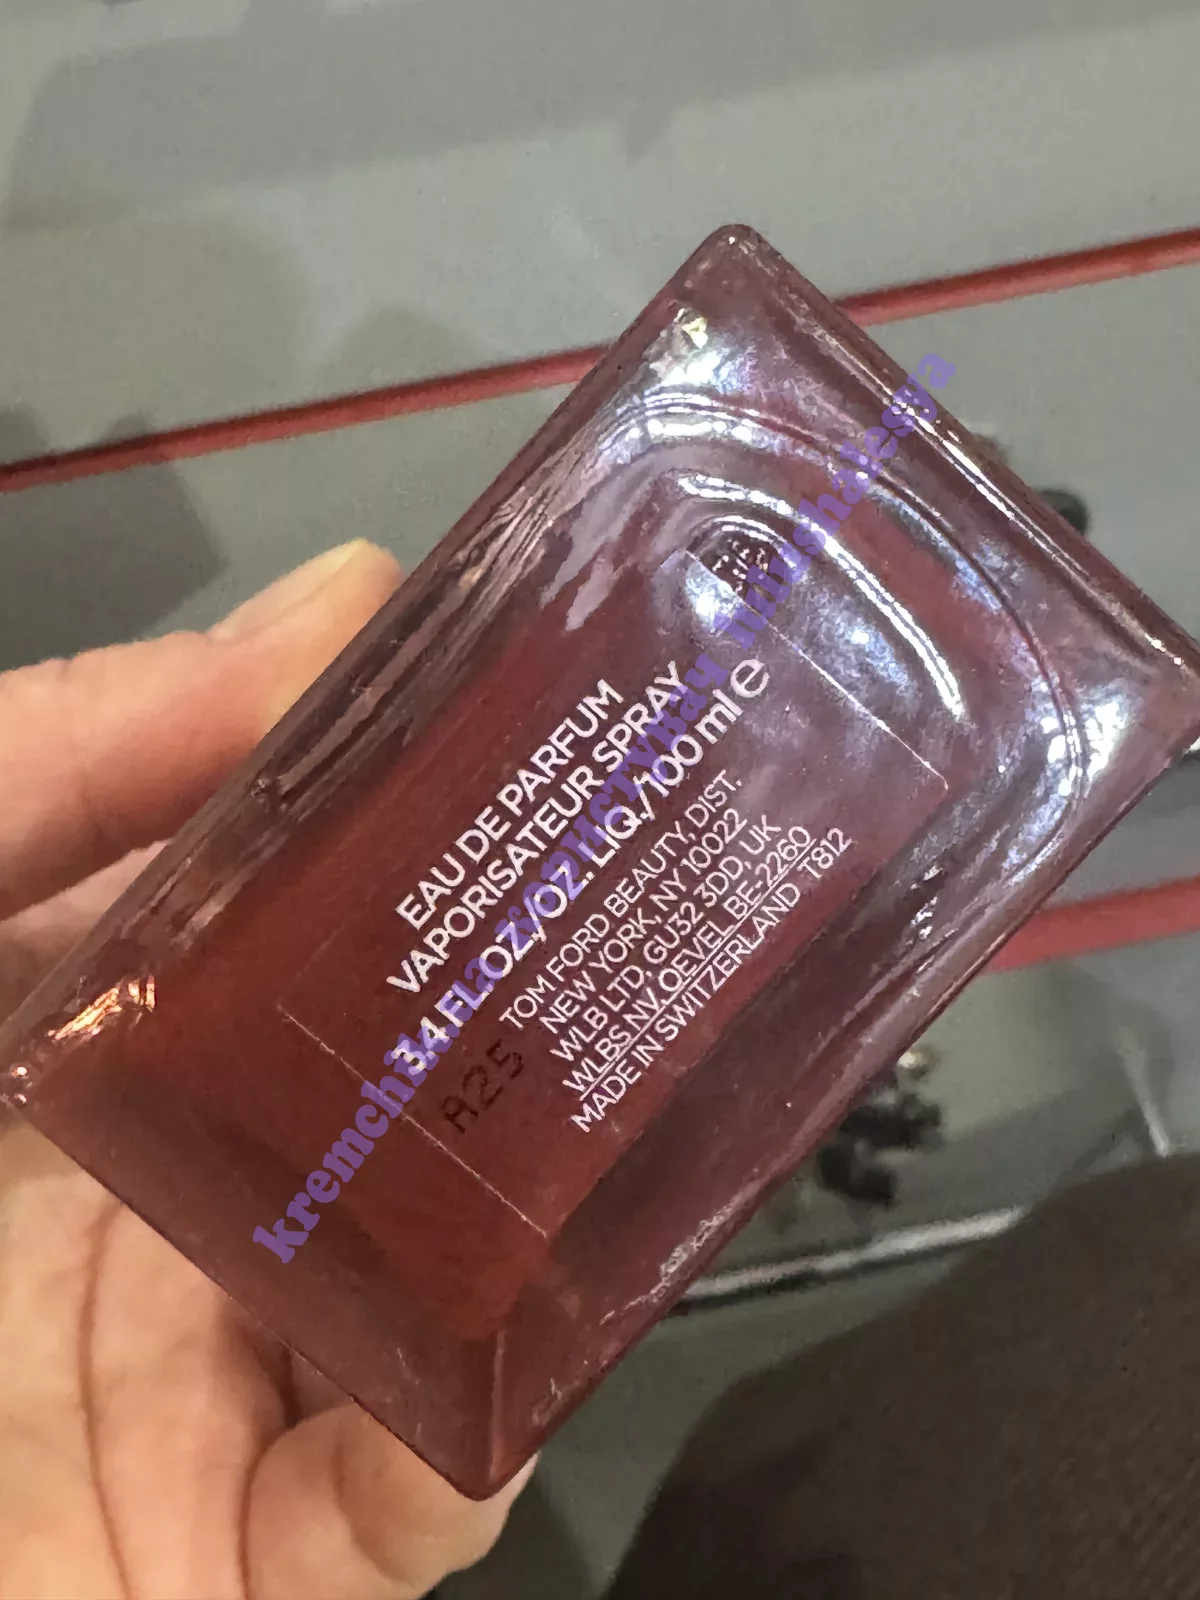 EAU DE PARFUM
VAPORISATEUR SPRAY
3.4 FL.OZ./OZ. LIQ./100 ml e
TOM FORD BEAUTY, DIST.
NEW YORK, NY 10022
WLB LTD, GU32 3DD, UK
WLBS NV, OEVEL BE-2260
MADE IN SWITZERLAND T812
A25
miushalesya